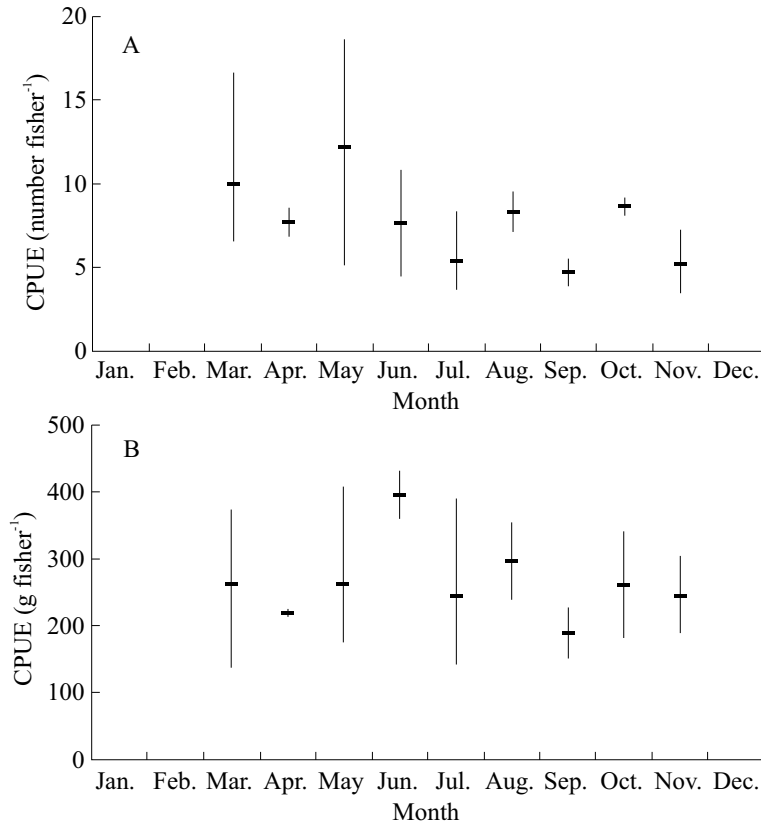 A
CPUE (number fisher⁻¹)
20
15
10
5
0
Jan. Feb. Mar. Apr. May Jun. Jul. Aug. Sep. Oct. Nov. Dec.
Month
B
CPUE (g fisher⁻¹)
500
400
300
200
100
0
Jan. Feb. Mar. Apr. May Jun. Jul. Aug. Sep. Oct. Nov. Dec.
Month